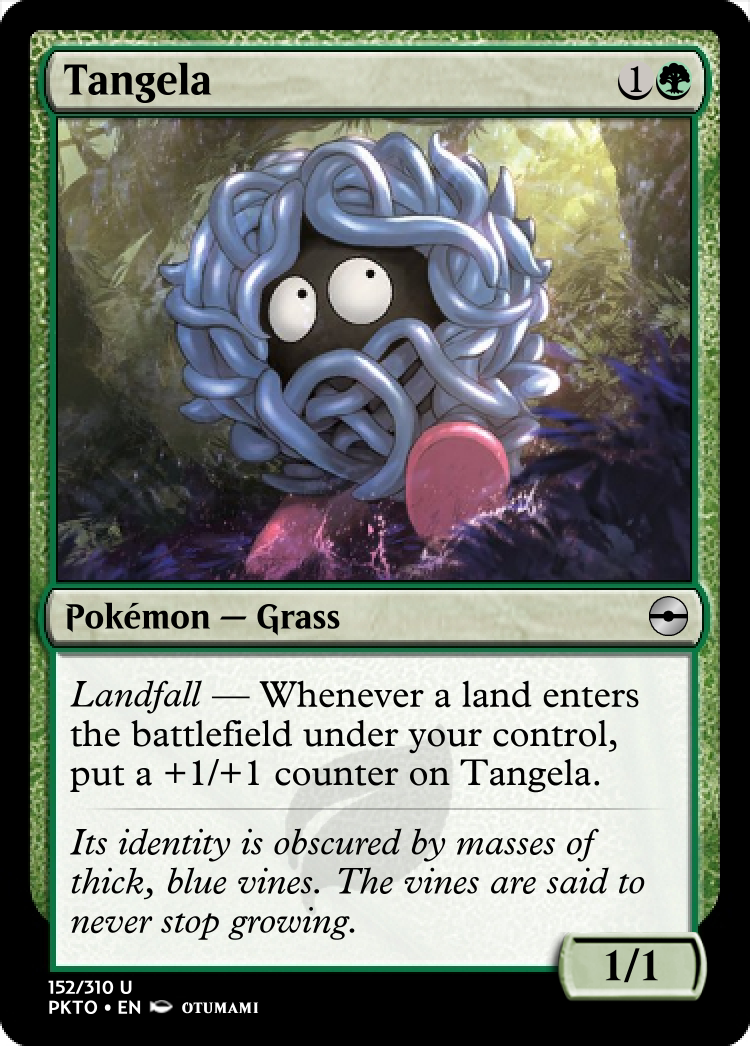 Tangela 1
Pokémon — Grass
Landfall — Whenever a land enters
the battlefield under your control,
put a +1/+1 counter on Tangela.
Its identity is obscured by masses of
thick, blue vines. The vines are said to
never stop growing.
1/1
152/310 U
PKTO • EN OTUMAMI